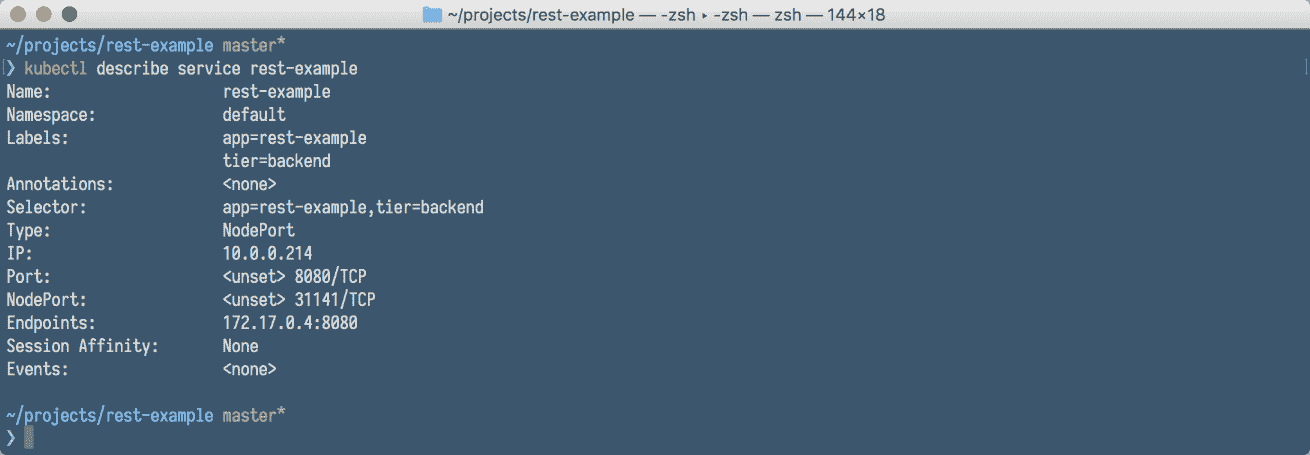 ~/projects/rest-example — -zsh ▸ -zsh — zsh — 144×18
~/projects/rest-example master*
❯ kubectl describe service rest-example
Name: rest-example
Namespace: default
Labels: app=rest-example
tier=backend
Annotations: <none>
Selector: app=rest-example,tier=backend
Type: NodePort
IP: 10.0.0.214
Port: <unset> 8080/TCP
NodePort: <unset> 31141/TCP
Endpoints: 172.17.0.4:8080
Session Affinity: None
Events: <none>
~/projects/rest-example master*
❯